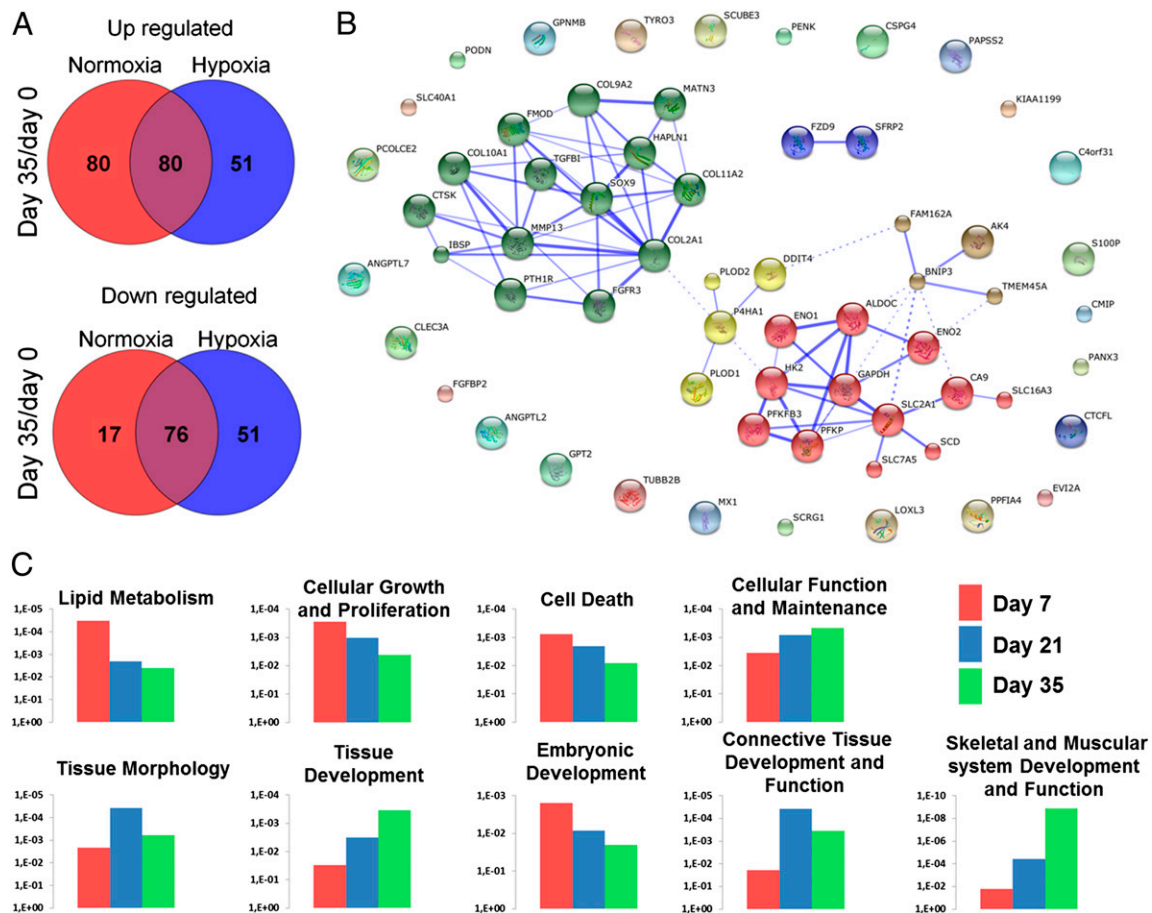 A
Up regulated
Normoxia Hypoxia
Day 35/day 0
80 80 51
Down regulated
Normoxia Hypoxia
Day 35/day 0
17 76 51
B
GPNMB
TYRO3
SCUBE3
PENK
CSPG4
PAPSS2
PODN
SLC40A1
KIAA1199
COL9A2
MATN3
FMOD
HAPLN1
FZD9
SFRP2
PCOLCE2
COL10A1
TGFBI
C4orf31
CTSK
SOX9
COL11A2
MMP13
FAM162A
AK4
IBSP
COL2A1
S100P
ANGPTL7
PTH1R
FGFR3
DDIT4
PLOD2
BNIP3
TMEM45A
CMIP
P4HA1
ENO1
ALDOC
ENO2
CLEC3A
PANX3
PLOD1
HK2
GAPDH
CA9
SLC16A3
FGFBP2
SLC2A1
ANGPTL2
PFKFB3
PFKP
SCD
CTCFL
GPT2
SLC7A5
TUBB2B
MX1
SCRG1
LOXL3
PPFIA4
EVI2A
C
Lipid Metabolism
1,E-05
1,E-04
1,E-03
1,E-02
1,E-01
1,E+00
Cellular Growth
and Proliferation
1,E-04
1,E-03
1,E-02
1,E-01
1,E+00
Cell Death
1,E-04
1,E-03
1,E-02
1,E-01
1,E+00
Cellular Function
and Maintenance
1,E-04
1,E-03
1,E-02
1,E-01
1,E+00
Day 7
Day 21
Day 35
Tissue Morphology
1,E-05
1,E-04
1,E-03
1,E-02
1,E-01
1,E+00
Tissue
Development
1,E-04
1,E-03
1,E-02
1,E-01
1,E+00
Embryonic
Development
1,E-03
1,E-02
1,E-01
1,E+00
Connective Tissue
Development and
Function
1,E-05
1,E-04
1,E-03
1,E-02
1,E-01
1,E+00
Skeletal and Muscular
system Development
and Function
1,E-10
1,E-08
1,E-06
1,E-04
1,E-02
1,E+00